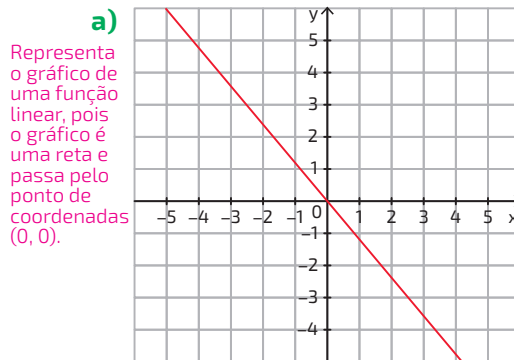 a)
Representa
o gráfico de
uma função
linear, pois
o gráfico é
uma reta e
passa pelo
ponto de
coordenadas
(0, 0).
y
5
4
3
2
1
–5 –4 –3 –2 –1 0 1 2 3 4 5 x
–1
–2
–3
–4